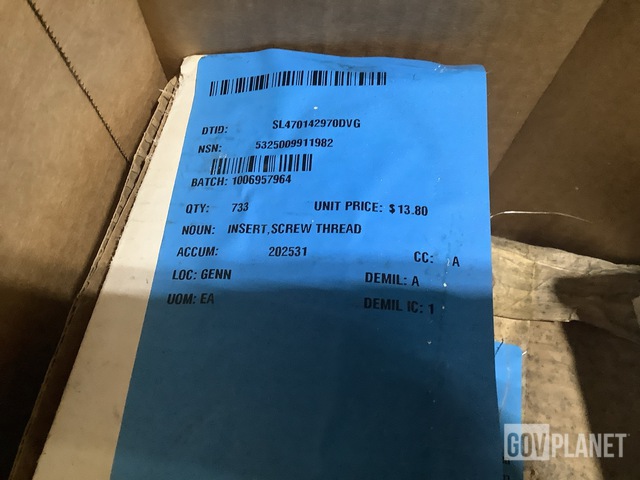 DTID: SL470142970DVG
NSN: 5325009911982
BATCH: 1006957964
QTY: 733 UNIT PRICE: $13.80
NOUN: INSERT,SCREW THREAD
ACCUM: 202531 CC: A
LOC: GENN DEMIL: A
UOM: EA DEMIL IC: 1
GOVPLANET